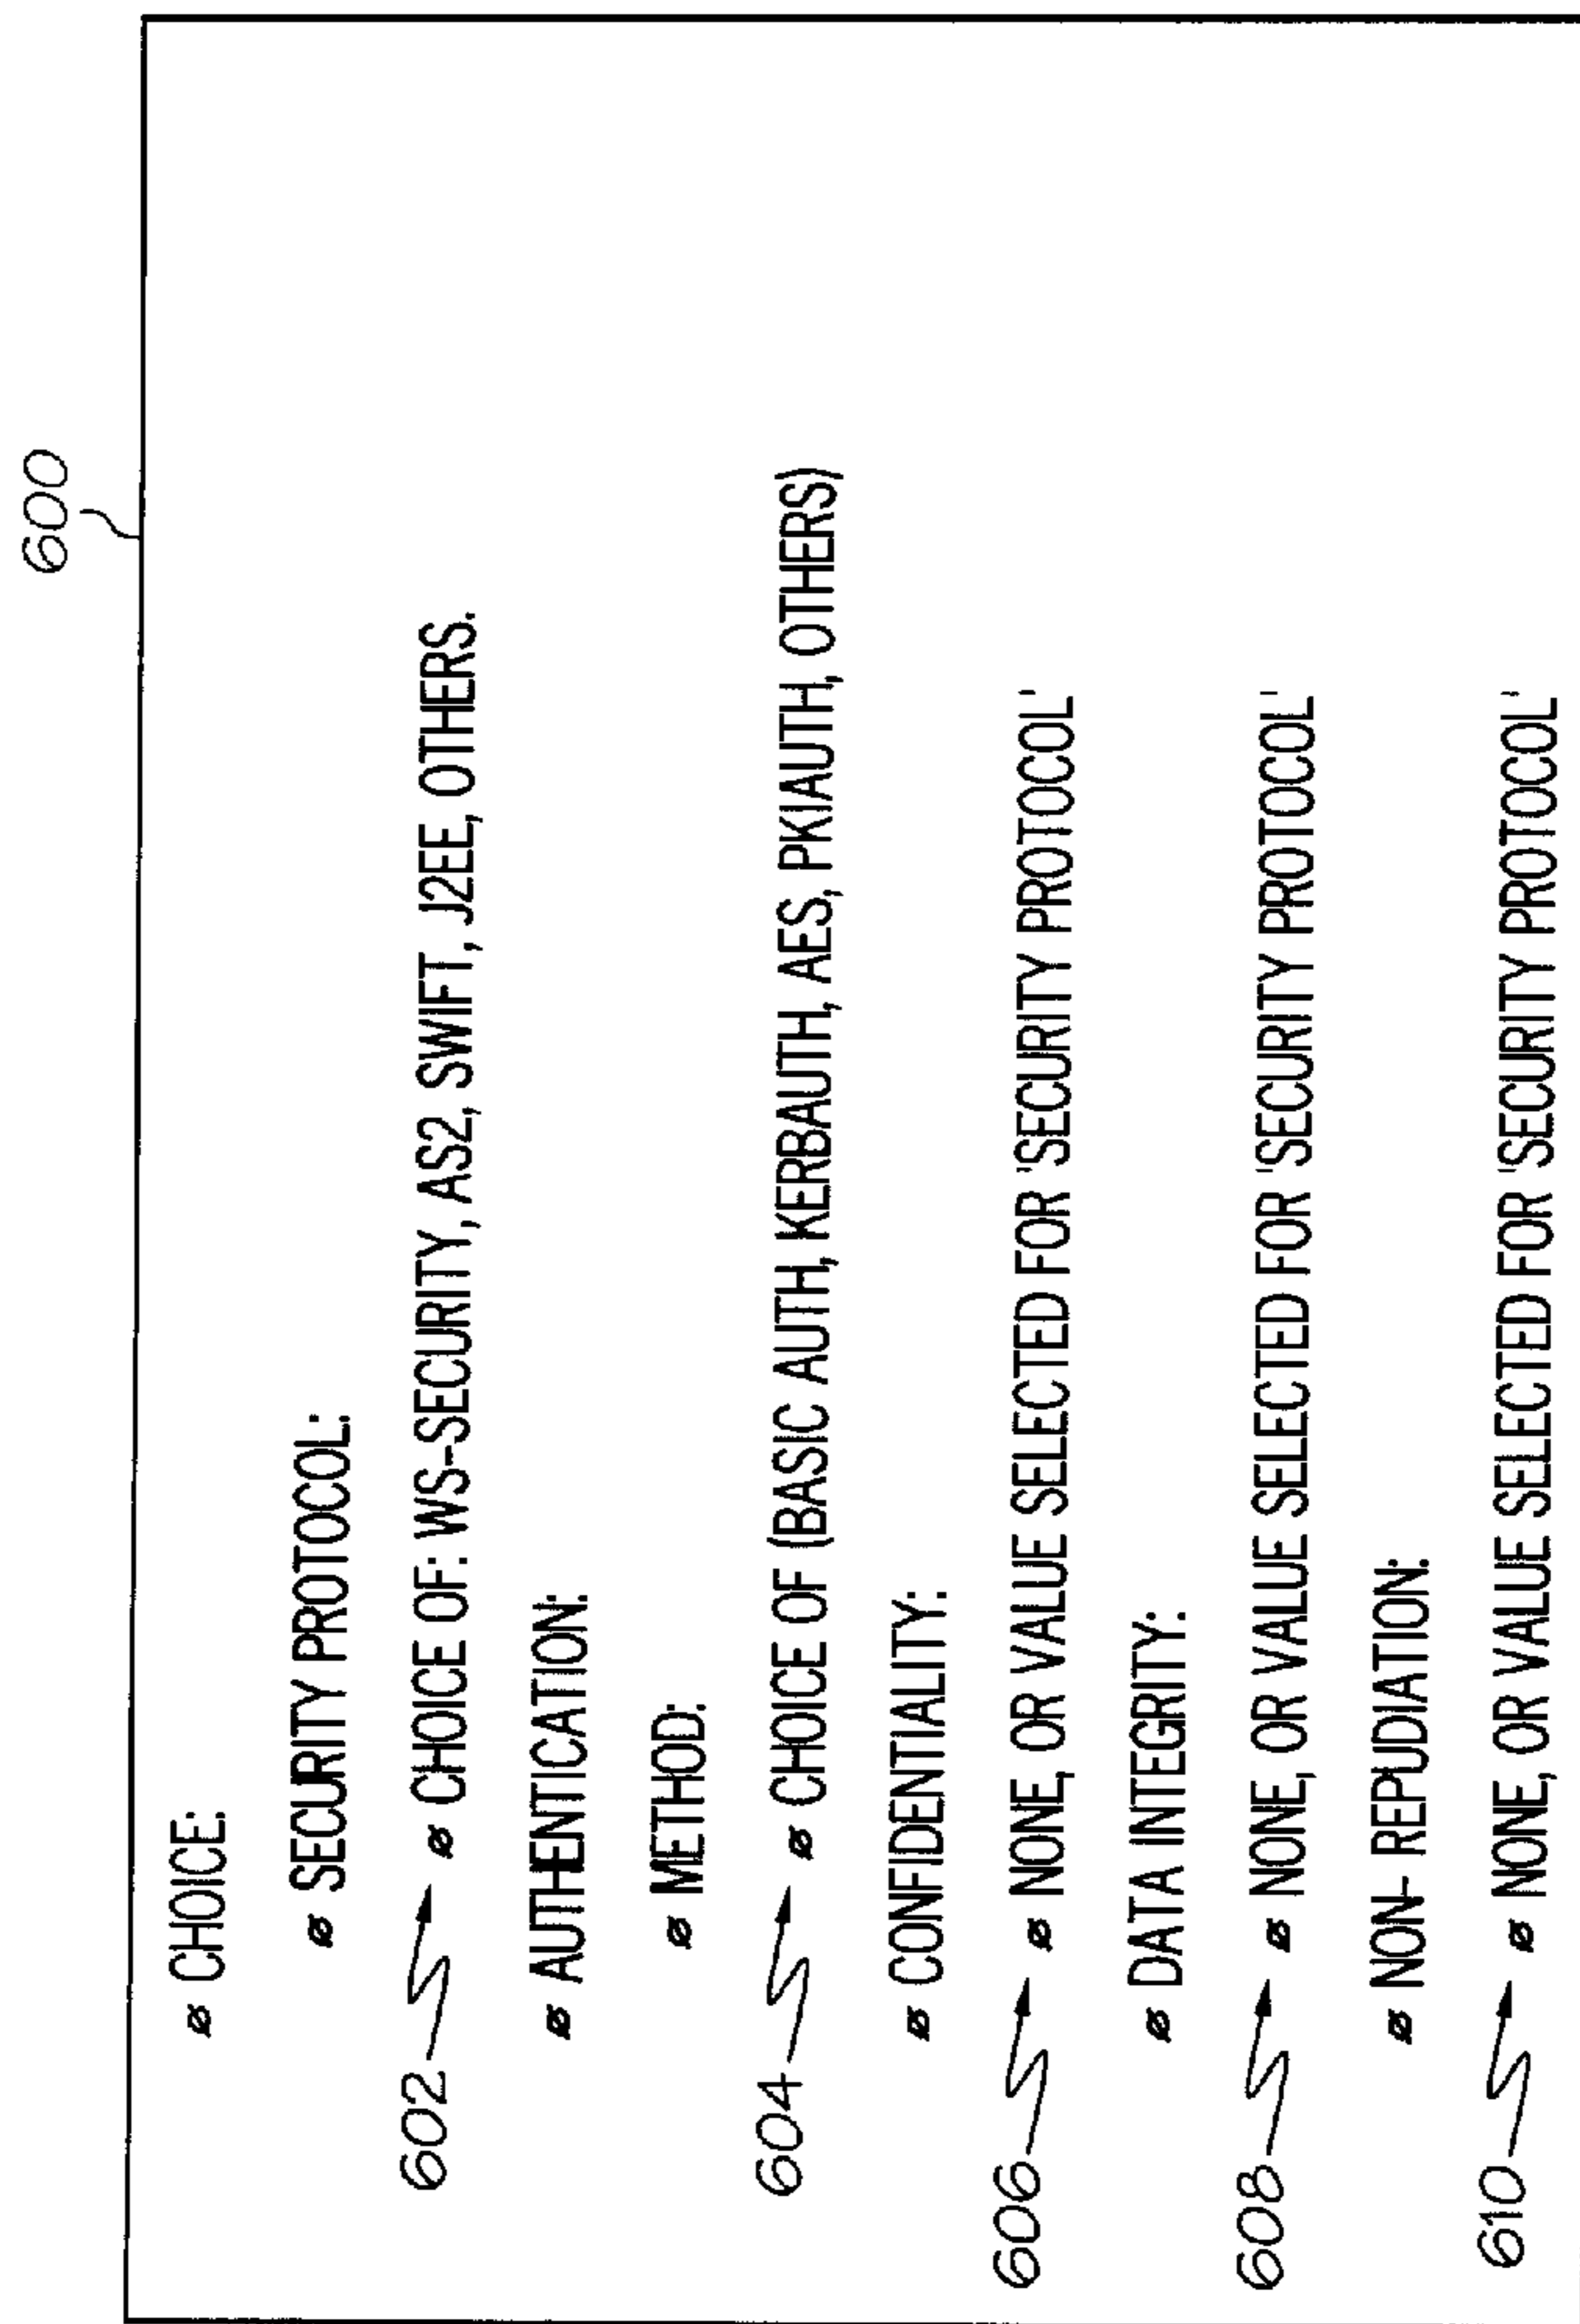 600
CHOICE:
SECURITY PROTOCOL:
602 CHOICE OF: WS-SECURITY, AS2, SWIFT, J2EE, OTHERS.
AUTHENTICATION:
METHOD:
604 CHOICE OF (BASIC AUTH, KERBAUTH, AES, PKIAUTH, OTHERS)
CONFIDENTIALITY:
606 NONE, OR VALUE SELECTED FOR 'SECURITY PROTOCOL'
DATA INTEGRITY:
608 NONE, OR VALUE SELECTED FOR 'SECURITY PROTOCOL'
NON- REPUDIATION:
610 NONE, OR VALUE SELECTED FOR 'SECURITY PROTOCOL'